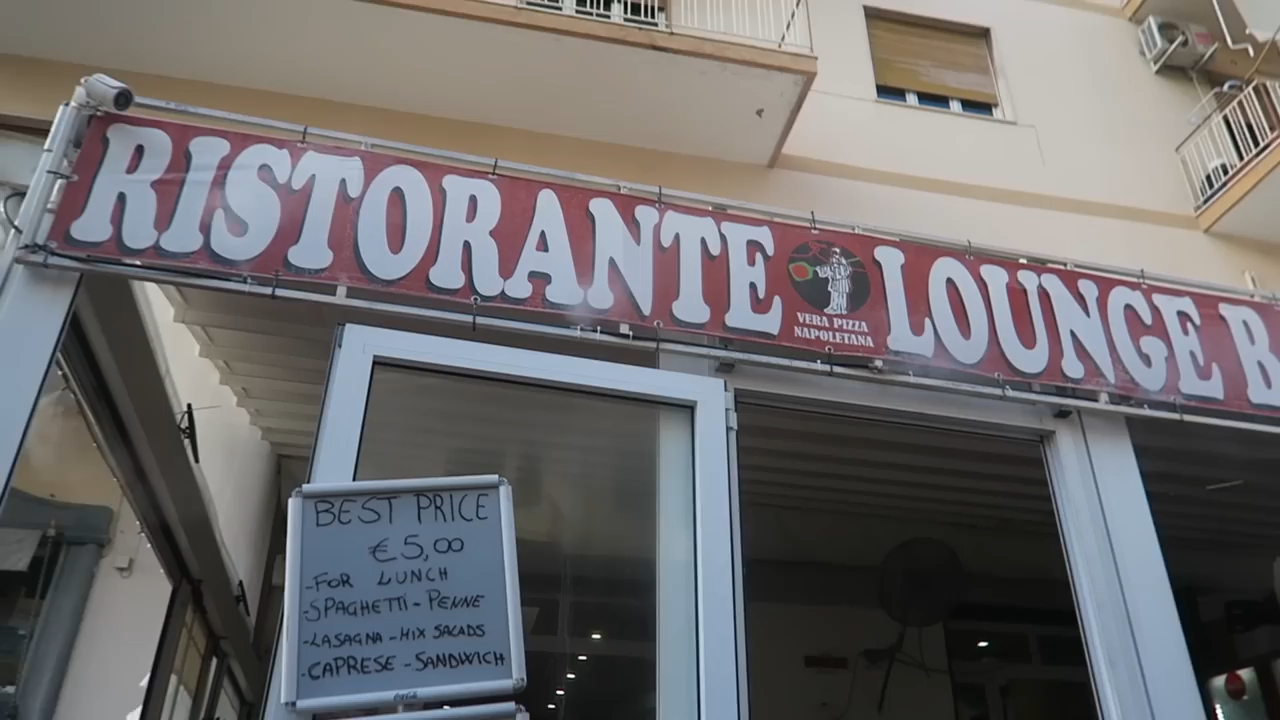 RISTORANTE
VERA PIZZA
NAPOLETANA
LOUNGE B
BEST PRICE
€5,00
-FOR LUNCH
-SPAGHETTI-PENNE
-LASAGNA-MIX SALADS
-CAPRESE-SANDWICH